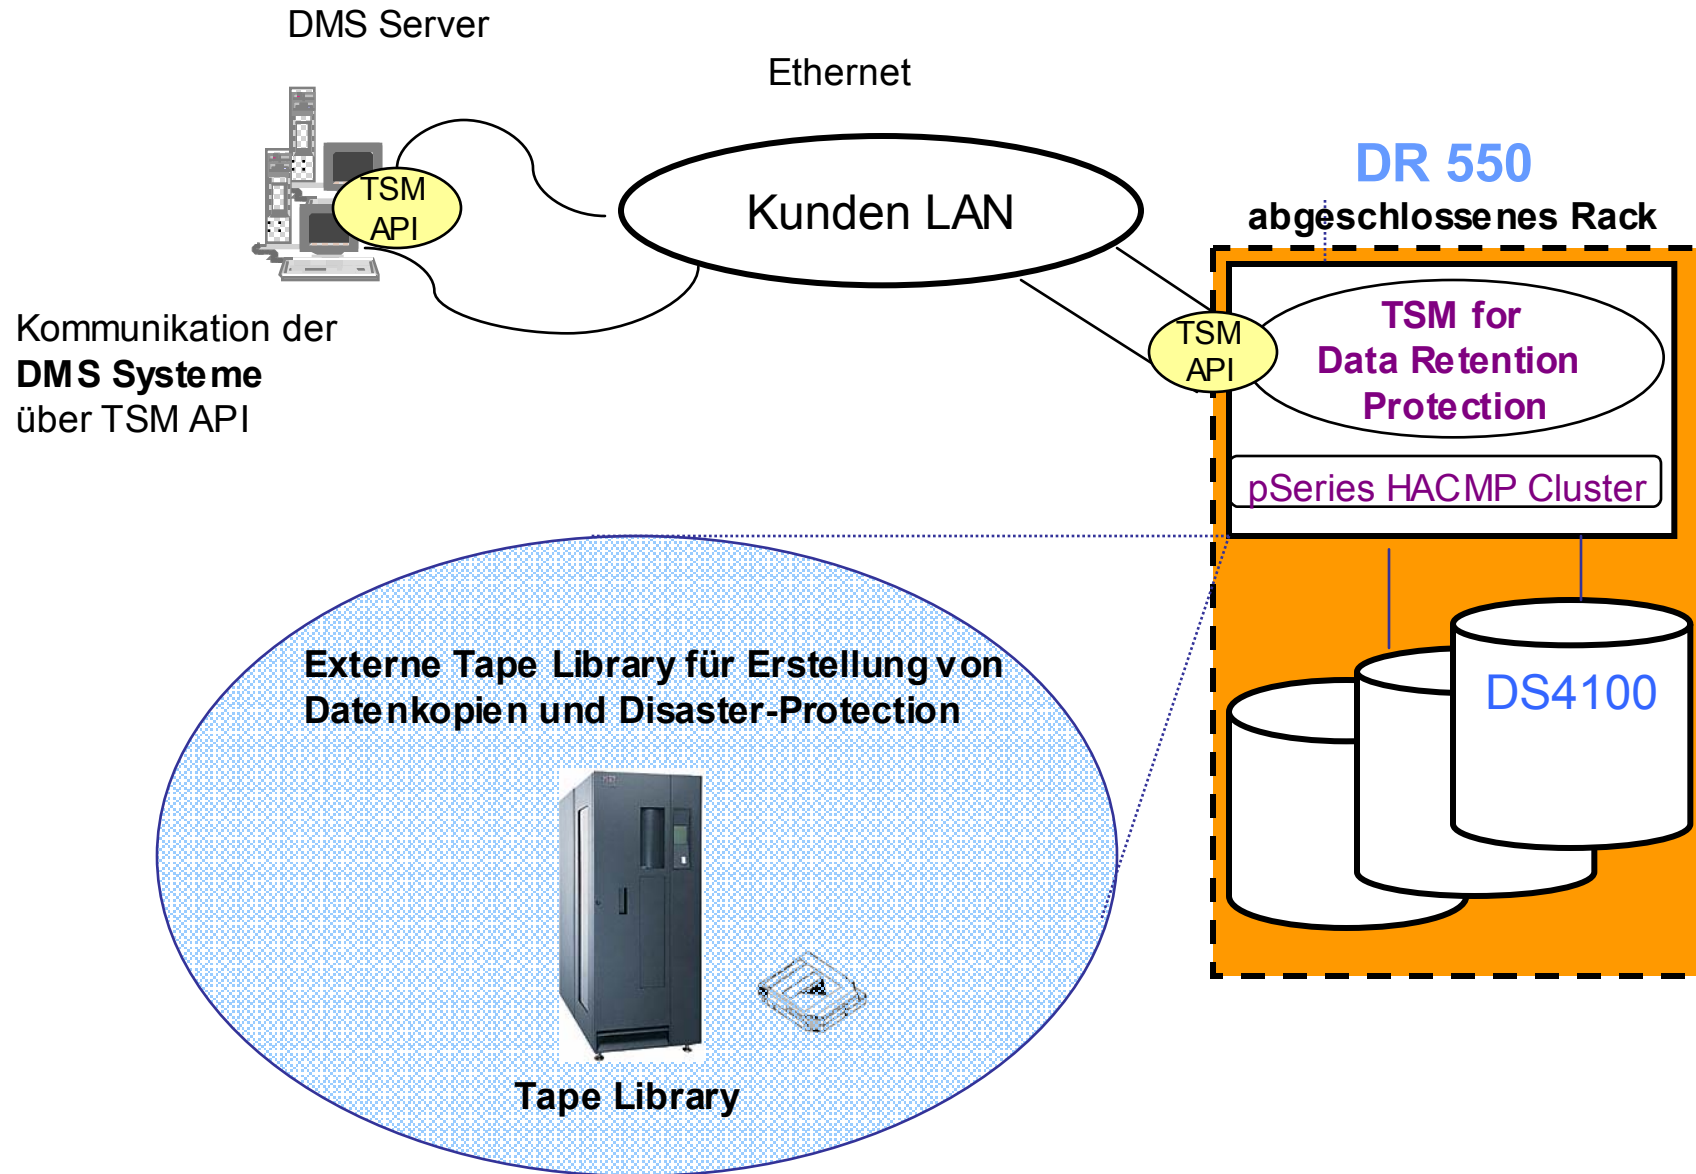 DMS Server
Ethernet
TSM
API
Kunden LAN
DR 550
abgeschlossenes Rack
Kommunikation der
DMS Systeme
über TSM API
TSM
API
TSM for
Data Retention
Protection
pSeries HACMP Cluster
Externe Tape Library für Erstellung von
Datenkopien und Disaster-Protection
DS4100
Tape Library